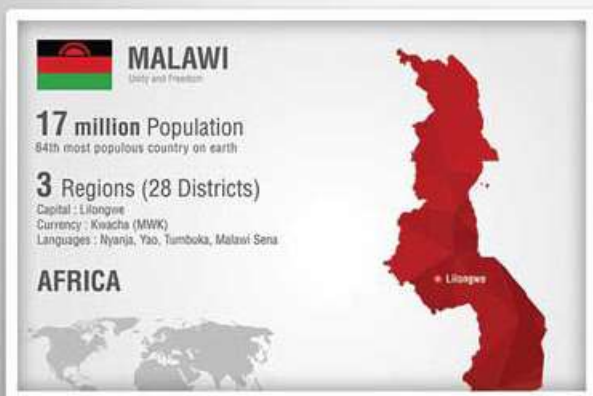 MALAWI
Unity and Freedom
17 million Population
64th most populous country on earth
3 Regions (28 Districts)
Capital : Lilongwe
Currency : Kwacha (MWK)
Languages : Nyanja, Yao, Tumbuka, Malawi Sena
AFRICA
Lilongwe